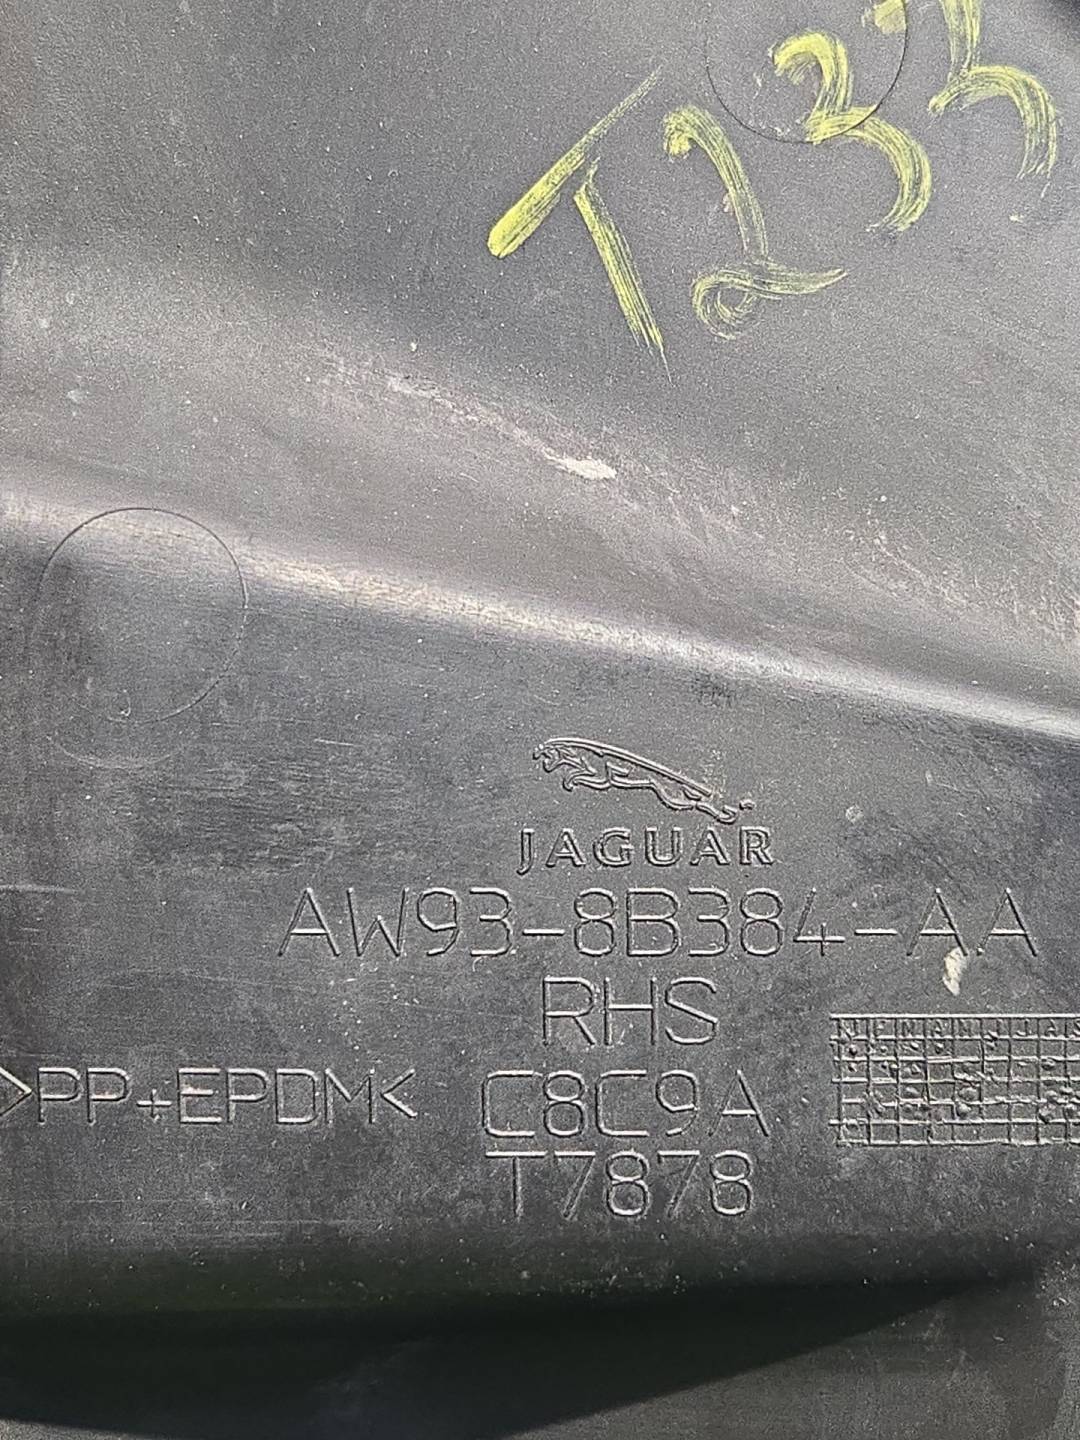 T233
JAGUAR
AW93-8B384-AA
RHS
>PP+EPDM< C8C9A
T7878
J F M A M J J A S